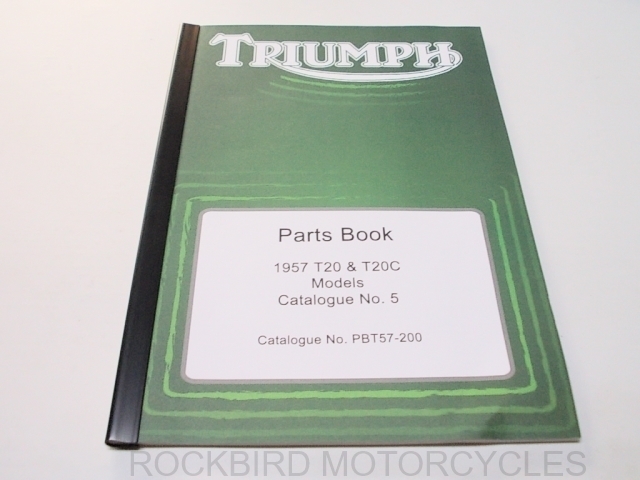 TRIUMPH
Parts Book
1957 T20 & T20C
Models
Catalogue No. 5
Catalogue No. PBT57-200
ROCKBIRD MOTORCYCLES